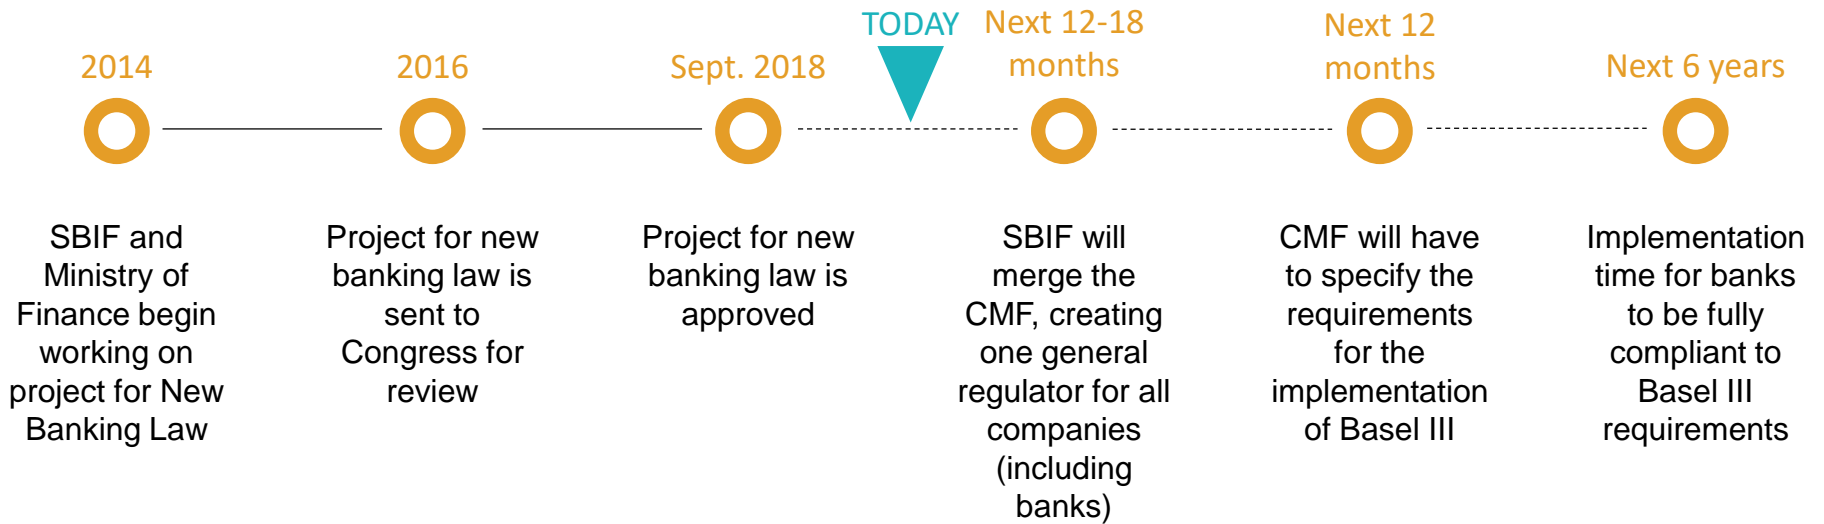 2014
SBIF and
Ministry of
Finance begin
working on
project for New
Banking Law
2016
Project for new
banking law is
sent to
Congress for
review
Sept. 2018
Project for new
banking law is
approved
TODAY
Next 12-18
months
SBIF will
merge the
CMF, creating
one general
regulator for all
companies
(including
banks)
Next 12
months
CMF will have
to specify the
requirements
for the
implementation
of Basel III
Next 6 years
Implementation
time for banks
to be fully
compliant to
Basel III
requirements